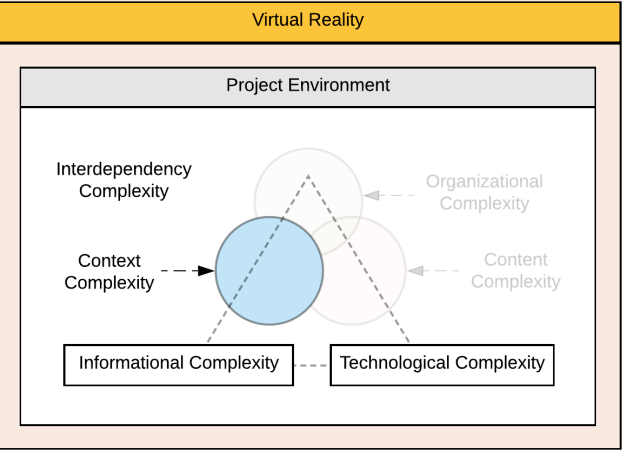 Virtual Reality
Project Environment
Interdependency
Complexity
Organizational
Complexity
Context
Complexity
Content
Complexity
Informational Complexity
Technological Complexity